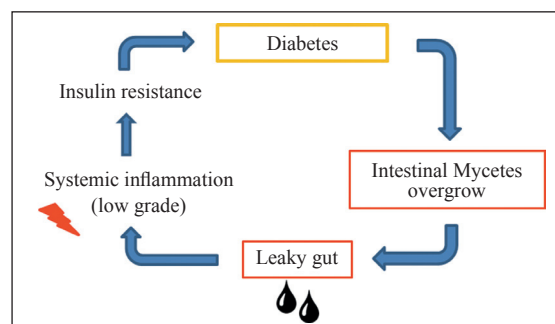 Diabetes
Insulin resistance
Intestinal Mycetes
overgrow
Systemic inflammation
(low grade)
Leaky gut